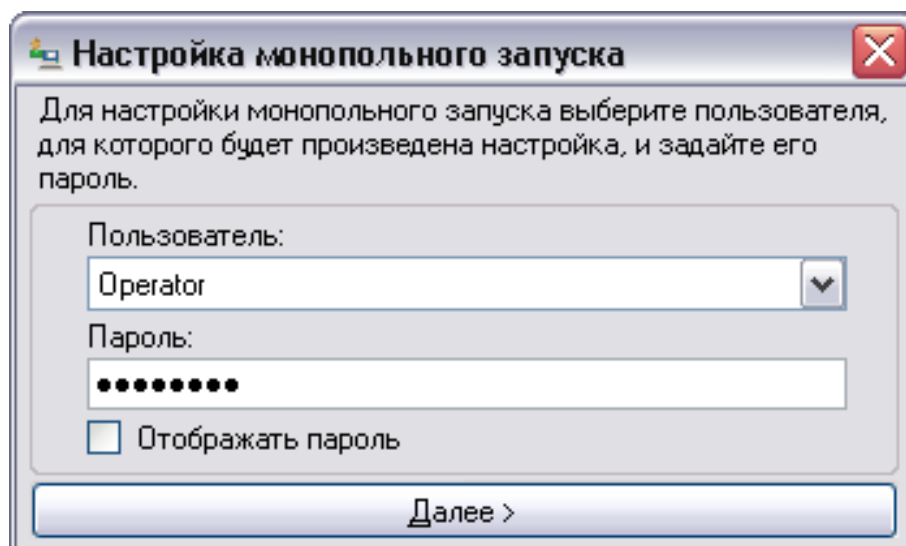 Настройка монопольного запуска
Для настройки монопольного запуска выберите пользователя,
для которого будет произведена настройка, и задайте его
пароль.
Пользователь:
Operator
Пароль:
●●●●●●●●
Отображать пароль
Далее >